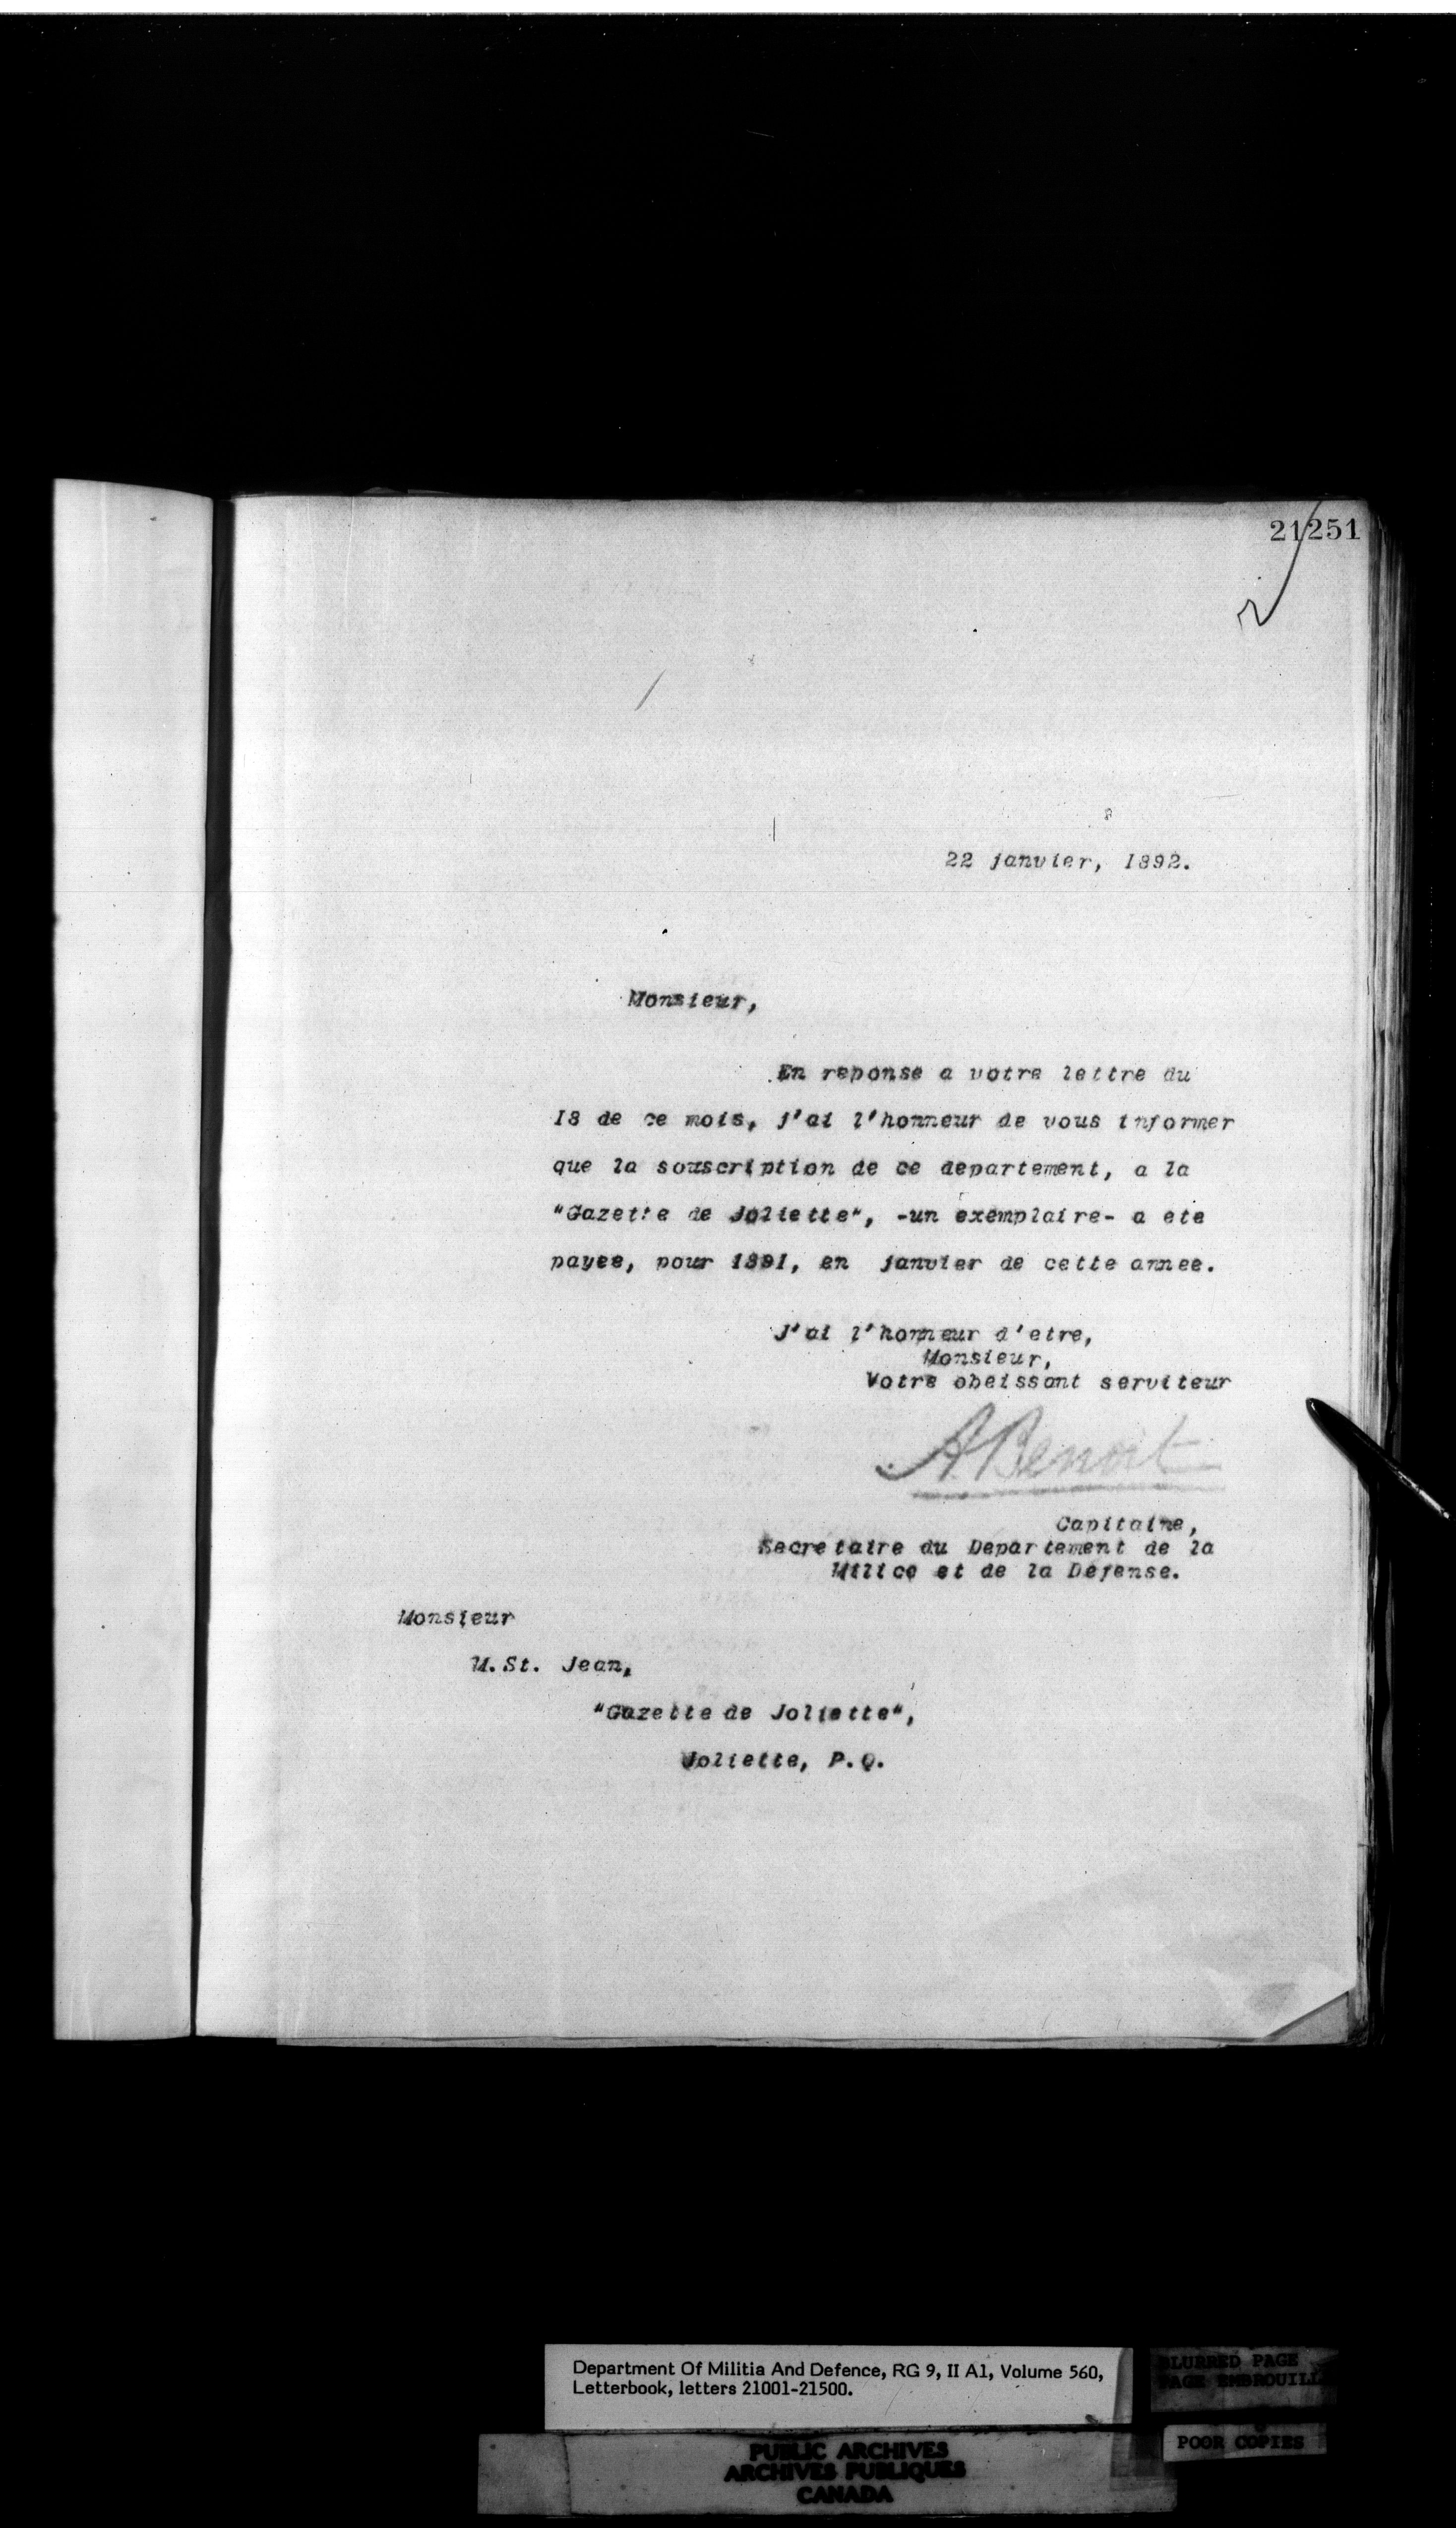 21251
22 janvier, 1892.
Monsieur,
En reponse a votre lettre du
18 de ce mois, j'ai l'honneur de vous informer
que la souscription de ce departement, a la
"Gazette de Joliette", -un exemplaire- a ete
payee, pour 1891, en janvier de cette annee.
J'ai l'honneur d'etre,
Monsieur,
Votre obeissant serviteur
A. Benoit
Capitaine,
Secretaire du Departement de la
Milice et de la Defense.
Monsieur
M. St. Jean,
"Gazette de Joliette",
Joliette, P.Q.
Department Of Militia And Defence, RG 9, II A1, Volume 560,
Letterbook, letters 21001-21500.
BLURRED PAGE
PAGE EMBROUILL
POOR COPIES
PUBLIC ARCHIVES
ARCHIVES PUBLIQUES
CANADA